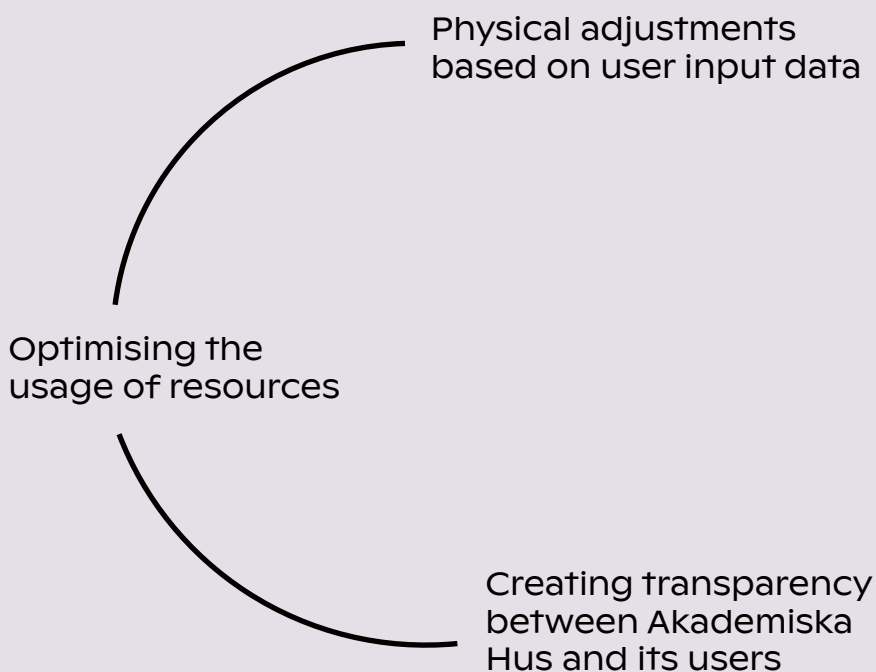 Physical adjustments
based on user input data
Optimising the
usage of resources
Creating transparency
between Akademiska
Hus and its users